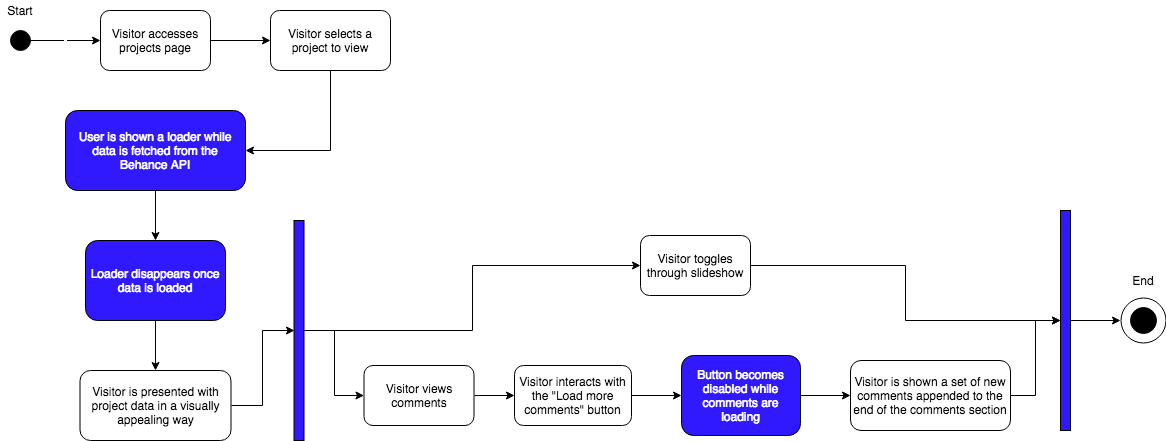 Start
Visitor accesses
projects page
Visitor selects a
project to view
User is shown a loader while
data is fetched from the
Behance API
Loader disappears once
data is loaded
Visitor is presented with
project data in a visually
appealing way
Visitor toggles
through slideshow
Visitor views
comments
Visitor interacts with
the "Load more
comments" button
Button becomes
disabled while
comments are
loading
Visitor is shown a set of new
comments appended to the
end of the comments section
End